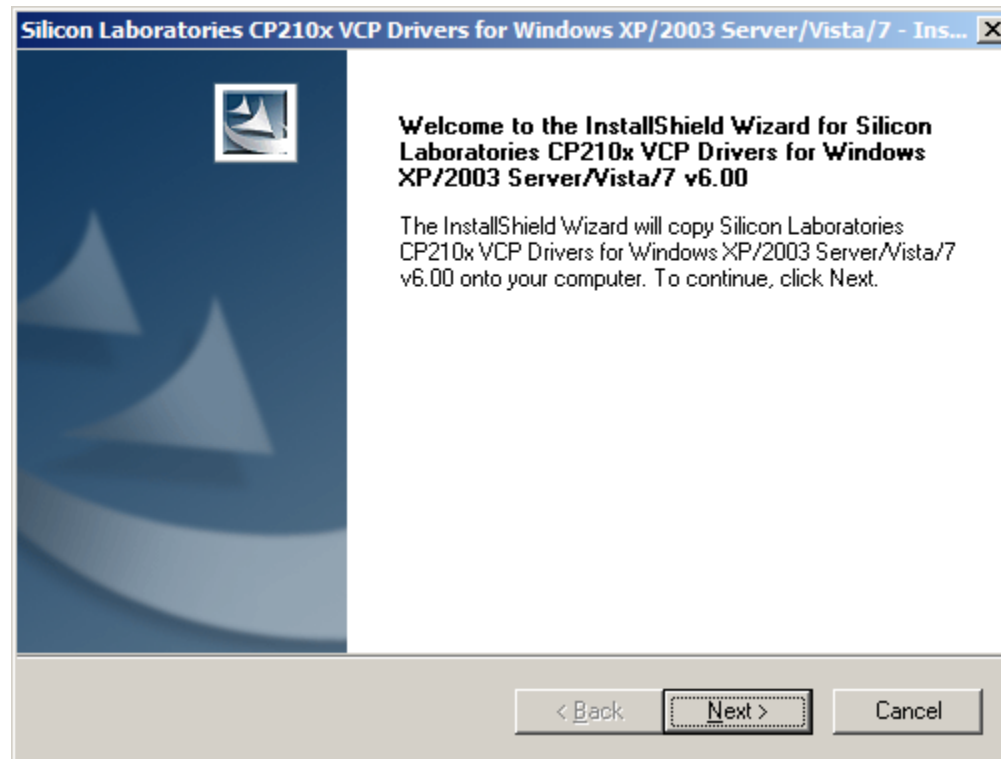 Silicon Laboratories CP210x VCP Drivers for Windows XP/2003 Server/Vista/7 - Ins...
Welcome to the InstallShield Wizard for Silicon
Laboratories CP210x VCP Drivers for Windows
XP/2003 Server/Vista/7 v6.00
The InstallShield Wizard will copy Silicon Laboratories
CP210x VCP Drivers for Windows XP/2003 Server/Vista/7
v6.00 onto your computer. To continue, click Next.
< Back
Next >
Cancel